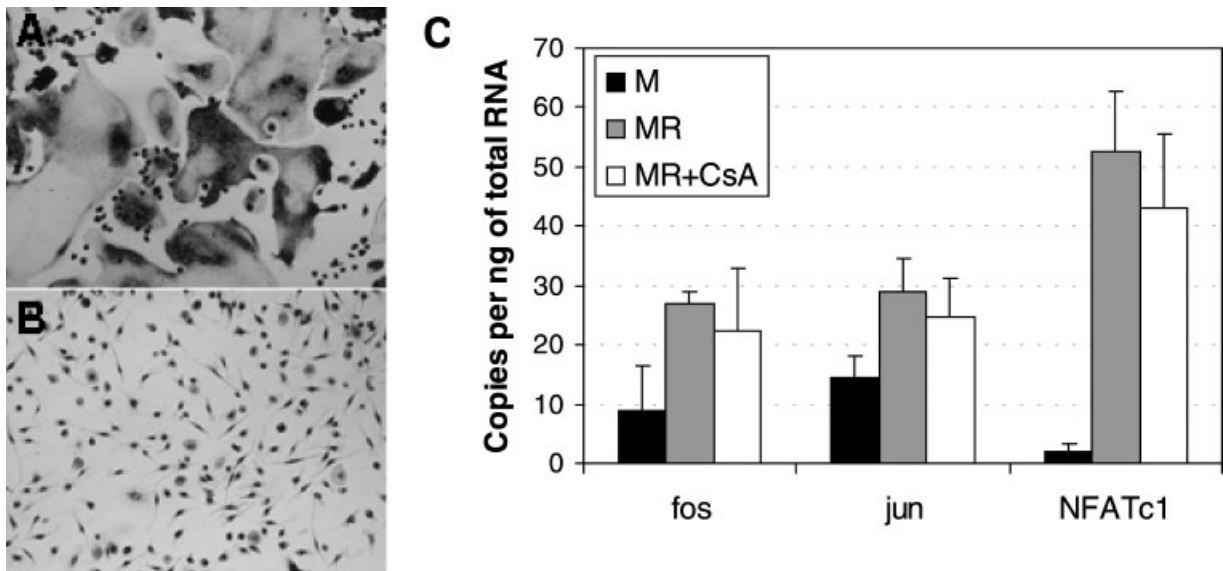 A
B
C
Copies per ng of total RNA
70
60
50
40
30
20
10
0
M
MR
MR+CsA
fos jun NFATc1